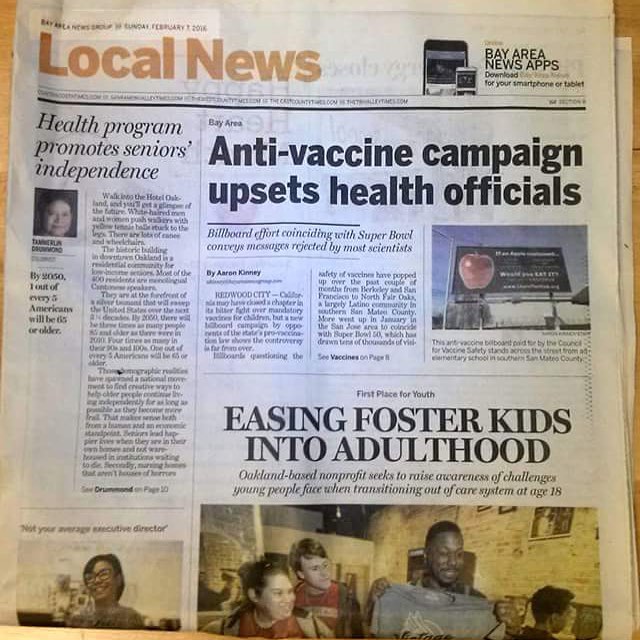 BAY AREA NEWS GROUP
SUNDAY, FEBRUARY 7, 2016
Local News
Online
BAY AREA
NEWS APPS
Download Bay Area News
for your smartphone or tablet
SECTION B
Health program
promotes seniors'
independence
TAMMERLIN
DRUMMOND
COLUMNIST
By 2050,
1 out of
every 5
Americans
will be 65
or older.
Walk into the Hotel Oak-
land, and you'll get a glimpse of
the future. White-haired men
and women push walkers with
yellow tennis balls stuck to the
legs. There are lots of canes
and wheelchairs.
The historic building
in downtown Oakland is a
residential community for
low-income seniors. Most of the
400 residents are monolingual
Cantonese speakers.
They are at the forefront of
a silver tsunami that will sweep
the United States over the next
2½ decades. By 2050, there will
be three times as many people
85 and older as there were in
2010. Four times as many in
their 90s and 100s. One out of
every 5 Americans will be 65 or
older.
Those demographic realities
have spawned a national move-
ment to find creative ways to
help older people continue liv-
ing independently for as long as
possible as they become more
frail. That makes sense both
from a human and an economic
standpoint. Seniors lead hap-
pier lives when they are in their
own homes and not ware-
housed in institutions waiting
to die. Secondly, nursing homes
that aren't houses of horrors
See Drummond on Page 10
Bay Area
Anti-vaccine campaign
upsets health officials
Billboard effort coinciding with Super Bowl
conveys messages rejected by most scientists
By Aaron Kinney
REDWOOD CITY — Califor-
nia may have closed a chapter in
its bitter fight over mandatory
vaccines for children, but a new
billboard campaign by oppo-
nents of the state's pro-vaccina-
tion law shows the controversy
is far from over.
Billboards questioning the
safety of vaccines have popped
up over the past couple of
months from Berkeley and San
Francisco to North Fair Oaks,
a largely Latino community in
southern San Mateo County.
More went up in January in
the San Jose area to coincide
with Super Bowl 50, which has
drawn tens of thousands of visi-
See Vaccines on Page 8
If an Apple contained...
Would you EAT IT?
This anti-vaccine billboard paid for by the Council
for Vaccine Safety stands across the street from an
elementary school in southern San Mateo County.
First Place for Youth
EASING FOSTER KIDS
INTO ADULTHOOD
Oakland-based nonprofit seeks to raise awareness of challenges
young people face when transitioning out of care system at age 18
'Not your average executive director'